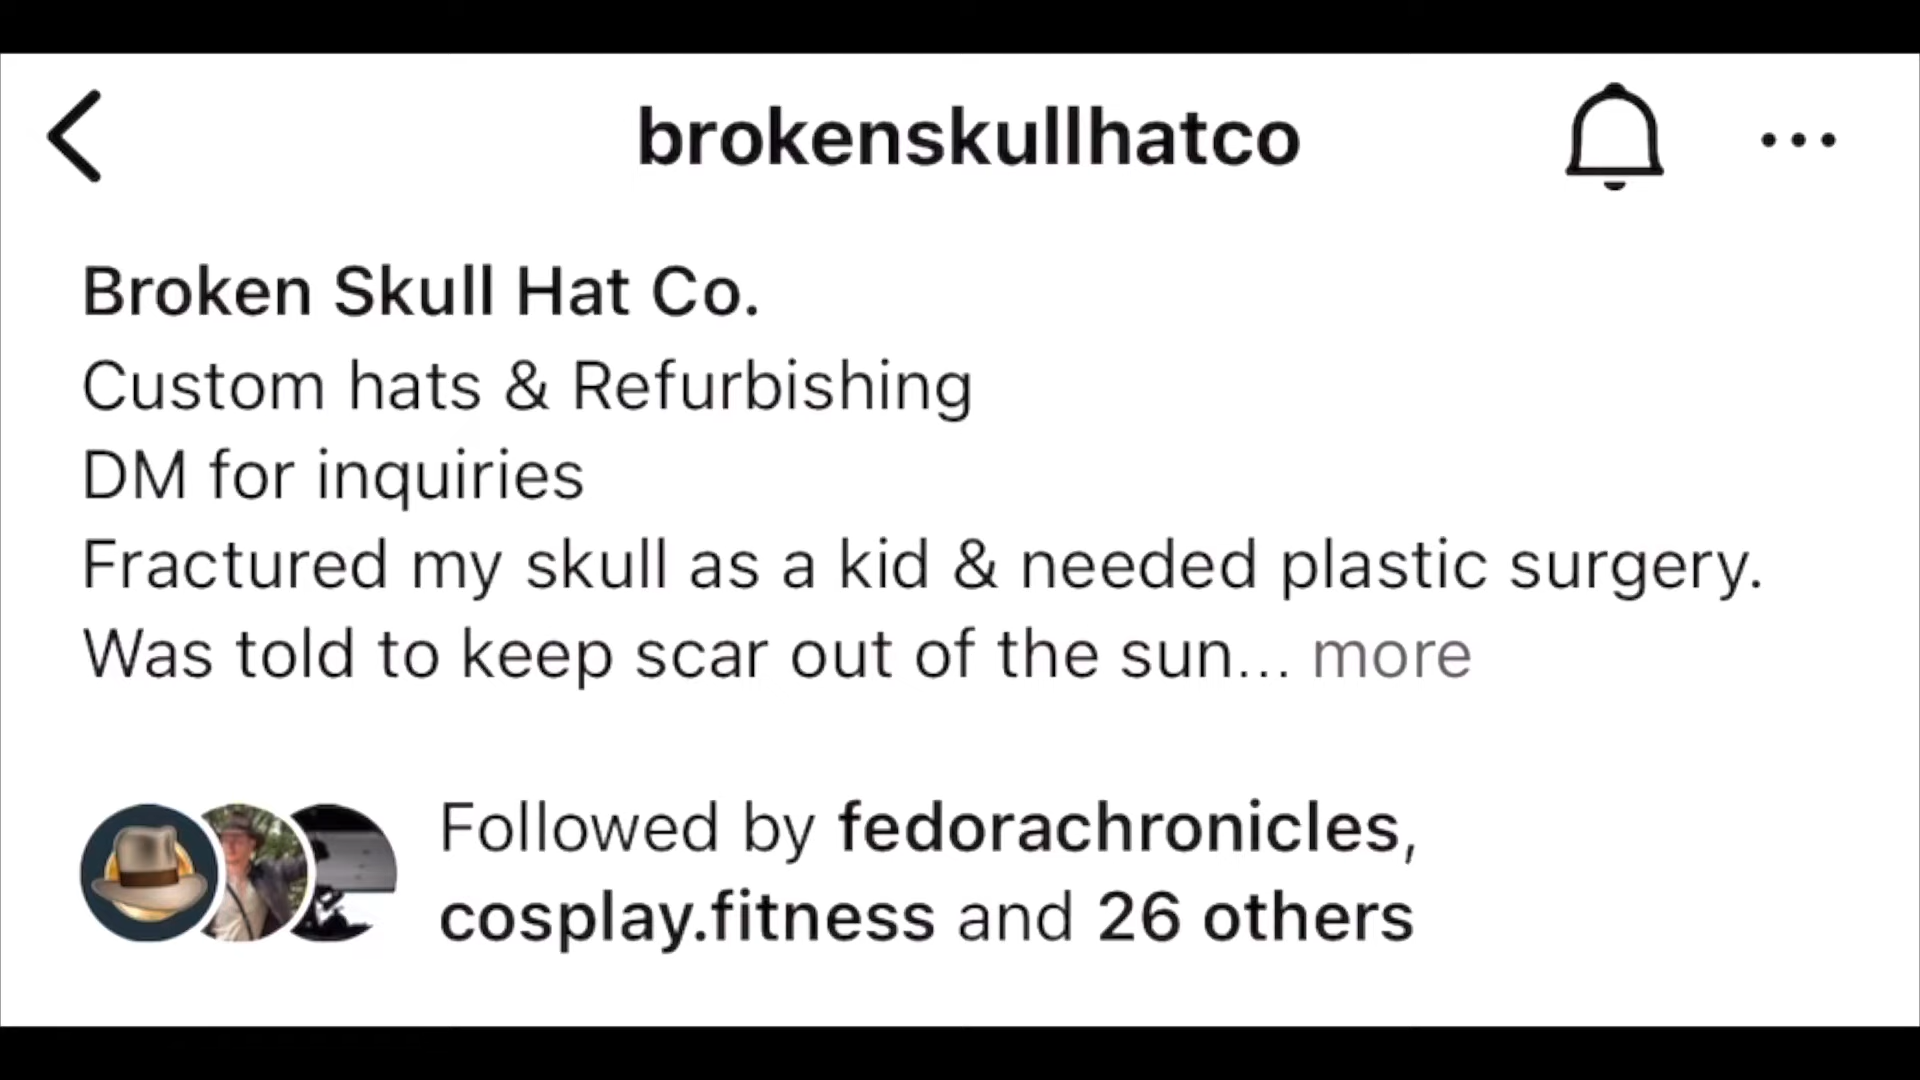 brokenskullhatco
Broken Skull Hat Co.
Custom hats & Refurbishing
DM for inquiries
Fractured my skull as a kid & needed plastic surgery.
Was told to keep scar out of the sun... more
Followed by fedorachronicles,
cosplay.fitness and 26 others